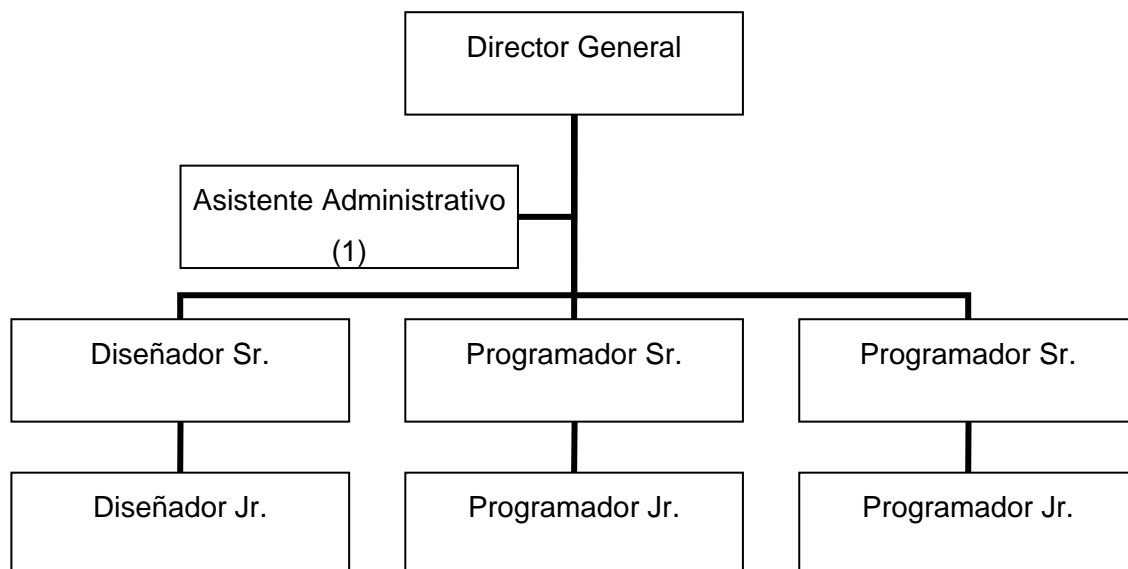 Director General
Asistente Administrativo
(1)
Diseñador Sr.
Programador Sr.
Programador Sr.
Diseñador Jr.
Programador Jr.
Programador Jr.